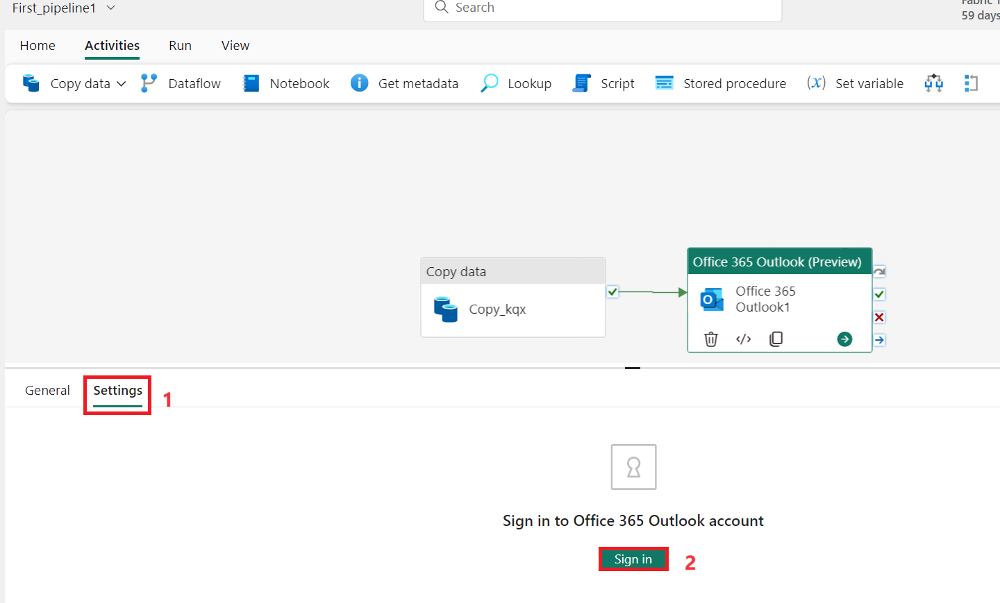 First_pipeline1
Search
59 days
Home Activities Run View
Copy data Dataflow Notebook Get metadata Lookup Script Stored procedure (x) Set variable
Copy data
Copy_kqx
Office 365 Outlook (Preview)
Office 365
Outlook1
</>
General Settings 1
Sign in to Office 365 Outlook account
Sign in 2